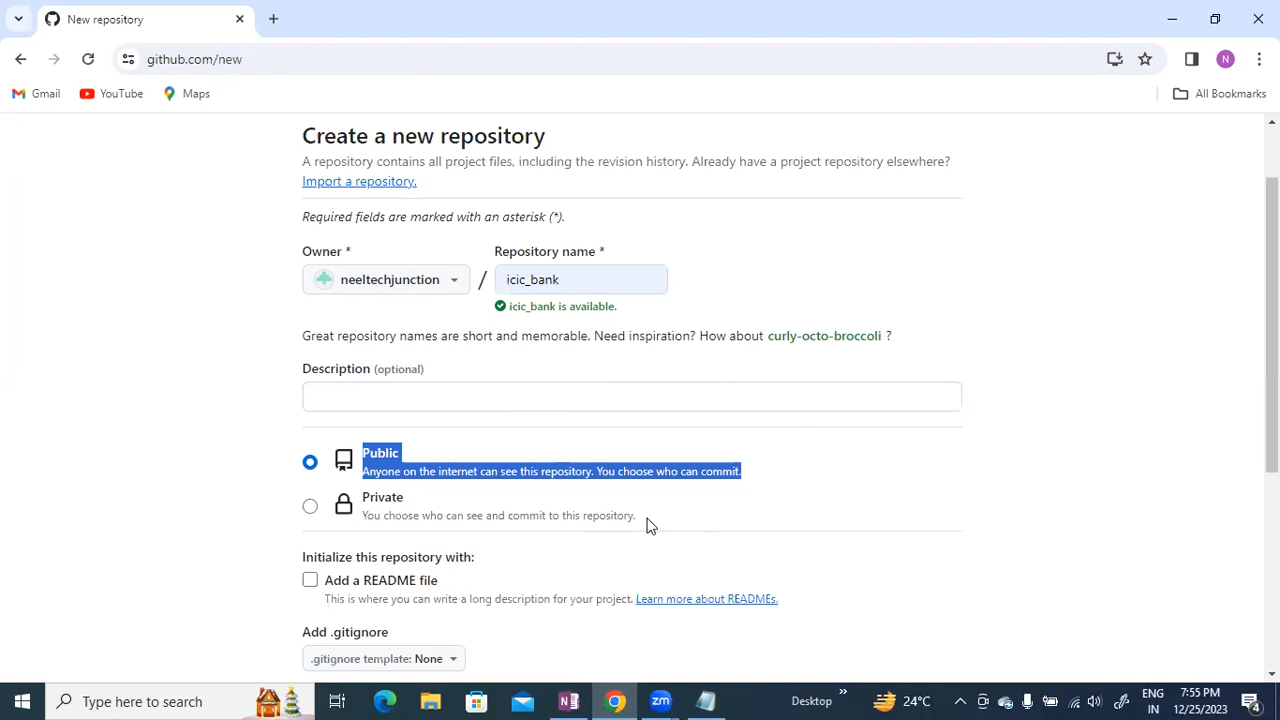 New repository
github.com/new
N
Gmail
YouTube
Maps
All Bookmarks
Create a new repository
A repository contains all project files, including the revision history. Already have a project repository elsewhere?
Import a repository.
Required fields are marked with an asterisk (*).
Owner *
Repository name *
neeltechjunction
/
icic_bank
icic_bank is available.
Great repository names are short and memorable. Need inspiration? How about curly-octo-broccoli ?
Description (optional)
Public
Anyone on the internet can see this repository. You choose who can commit.
Private
You choose who can see and commit to this repository.
Initialize this repository with:
Add a README file
This is where you can write a long description for your project. Learn more about READMEs.
Add .gitignore
.gitignore template: None
Type here to search
N
zm
Desktop
24°C
ENG
IN
7:55 PM
12/25/2023
4